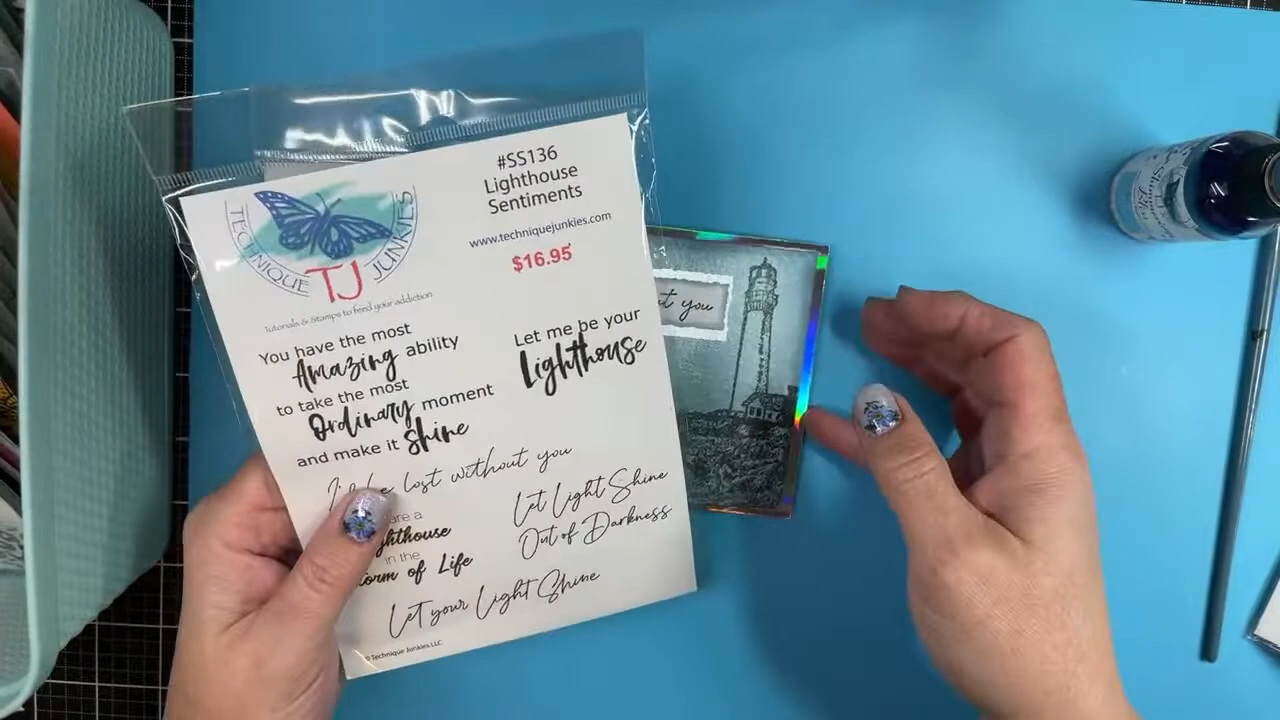 #SS136
Lighthouse
Sentiments
www.techniquejunkies.com
$16.95
TECHNIQUE JUNKIES
TJ
Tutorials & Stamps to feed your addiction
You have the most
Amazing ability
to take the most
Ordinary moment
and make it Shine
Let me be your
Lighthouse
lost without you
are a
in the
of Life
Let Light Shine
Out of Darkness
Let your Light Shine
© Technique Junkies LLC
you